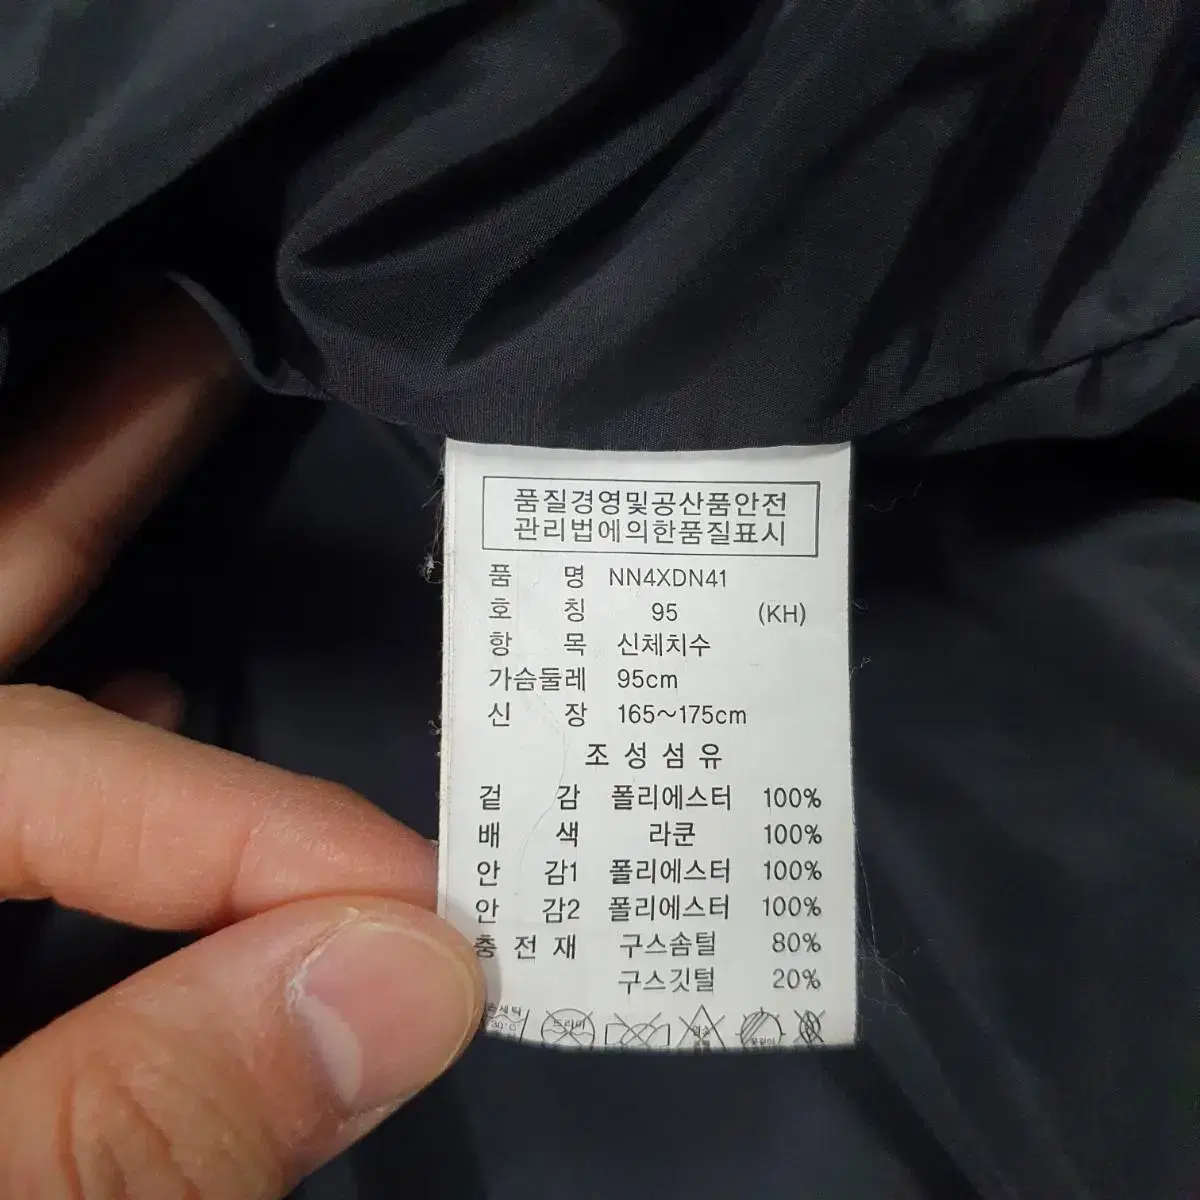 품질경영및공산품안전
관리법에의한품질표시
품 명 NN4XDN41
호 칭 95 (KH)
항 목 신체치수
가슴둘레 95cm
신 장 165~175cm
조성섬유
겉 감 폴리에스터 100%
배 색 라쿤 100%
안 감1 폴리에스터 100%
안 감2 폴리에스터 100%
충전재 구스솜털 80%
구스깃털 20%
드라이